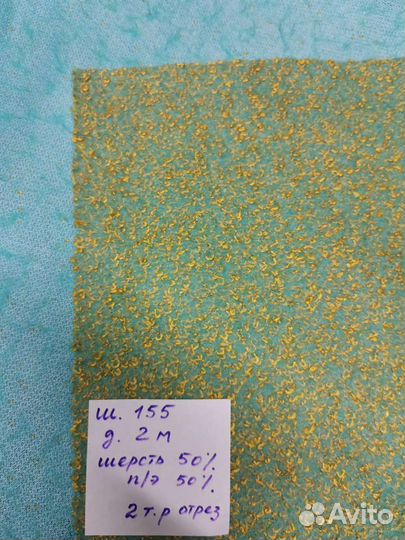 ш. 155
д. 2 м
шерсть 50%.
п/э 50%.
2 т.р отрез
Avito